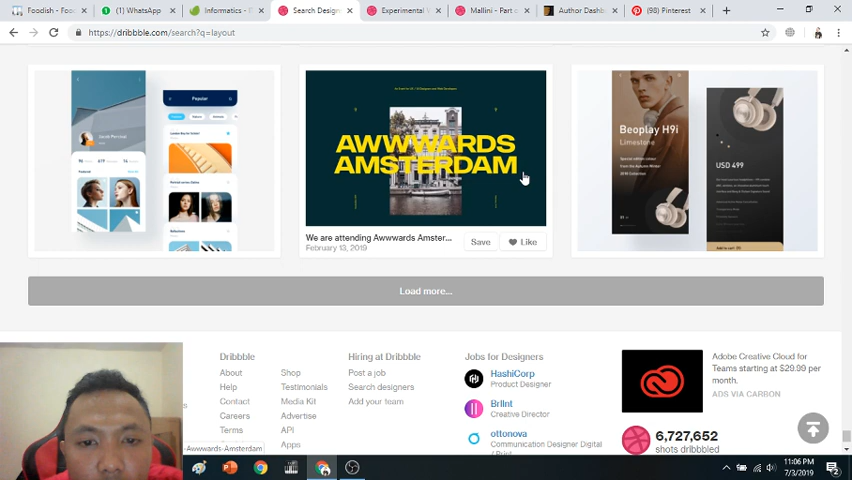 Foodish - Foo
(1) WhatsApp
Informatics -
Search Design
Experimental
Mallini - Part o
Author Dashb
(98) Pinterest
https://dribbble.com/search?q=layout
Popular
AWWWARDS
AMSTERDAM
Beoplay H9i
Limestone
USD 499
Add to cart
We are attending Awwwards Amster...
February 13, 2019
Save
Like
Load more...
Dribbble
About
Help
Contact
Careers
Terms
Shop
Testimonials
Media Kit
Advertise
API
Apps
Hiring at Dribbble
Post a job
Search designers
Add your team
Jobs for Designers
HashiCorp
Product Designer
BrIInt
Creative Director
ottonova
Communication Designer Digital
/ Print
Adobe Creative Cloud for
Teams starting at $29.99 per
month.
ADS VIA CARBON
6,727,652
shots dribbbled
-Awwwards-Amsterdam
11:06 PM
7/3/2019